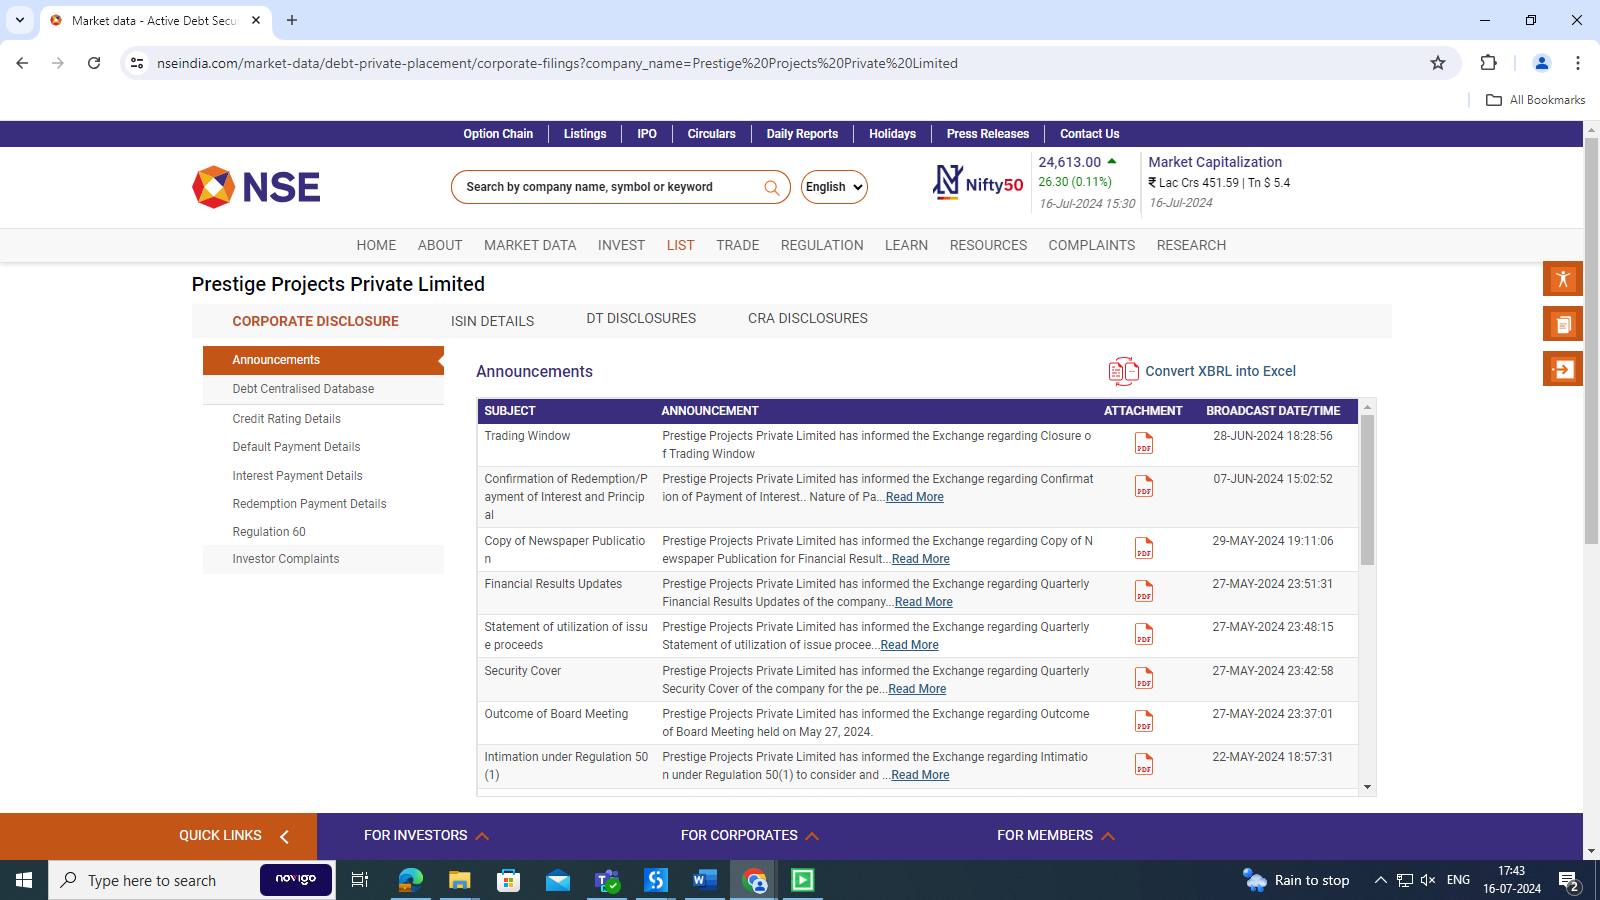 Market data - Active Debt Secu
nseindia.com/market-data/debt-private-placement/corporate-filings?company_name=Prestige%20Projects%20Private%20Limited
All Bookmarks
Option Chain
Listings
IPO
Circulars
Daily Reports
Holidays
Press Releases
Contact Us
NSE
Search by company name, symbol or keyword
English
Nifty50
24,613.00
26.30 (0.11%)
16-Jul-2024 15:30
Market Capitalization
₹ Lac Crs 451.59 | Tn $ 5.4
16-Jul-2024
HOME
ABOUT
MARKET DATA
INVEST
LIST
TRADE
REGULATION
LEARN
RESOURCES
COMPLAINTS
RESEARCH
Prestige Projects Private Limited
CORPORATE DISCLOSURE
ISIN DETAILS
DT DISCLOSURES
CRA DISCLOSURES
Announcements
Debt Centralised Database
Credit Rating Details
Default Payment Details
Interest Payment Details
Redemption Payment Details
Regulation 60
Investor Complaints
Announcements
Convert XBRL into Excel
SUBJECT ANNOUNCEMENT ATTACHMENT BROADCAST DATE/TIME
Trading Window Prestige Projects Private Limited has informed the Exchange regarding Closure o PDF 28-JUN-2024 18:28:56
f Trading Window
Confirmation of Redemption/P Prestige Projects Private Limited has informed the Exchange regarding Confirmat PDF 07-JUN-2024 15:02:52
ayment of Interest and Princip ion of Payment of Interest.. Nature of Pa...Read More
al
Copy of Newspaper Publicatio Prestige Projects Private Limited has informed the Exchange regarding Copy of N PDF 29-MAY-2024 19:11:06
n ewspaper Publication for Financial Result...Read More
Financial Results Updates Prestige Projects Private Limited has informed the Exchange regarding Quarterly PDF 27-MAY-2024 23:51:31
Financial Results Updates of the company...Read More
Statement of utilization of issu Prestige Projects Private Limited has informed the Exchange regarding Quarterly PDF 27-MAY-2024 23:48:15
e proceeds Statement of utilization of issue procee...Read More
Security Cover Prestige Projects Private Limited has informed the Exchange regarding Quarterly PDF 27-MAY-2024 23:42:58
Security Cover of the company for the pe...Read More
Outcome of Board Meeting Prestige Projects Private Limited has informed the Exchange regarding Outcome PDF 27-MAY-2024 23:37:01
of Board Meeting held on May 27, 2024.
Intimation under Regulation 50 Prestige Projects Private Limited has informed the Exchange regarding Intimatio PDF 22-MAY-2024 18:57:31
(1) n under Regulation 50(1) to consider and ...Read More
QUICK LINKS
FOR INVESTORS
FOR CORPORATES
FOR MEMBERS
Type here to search
novigo
Rain to stop
ENG
17:43
16-07-2024
2